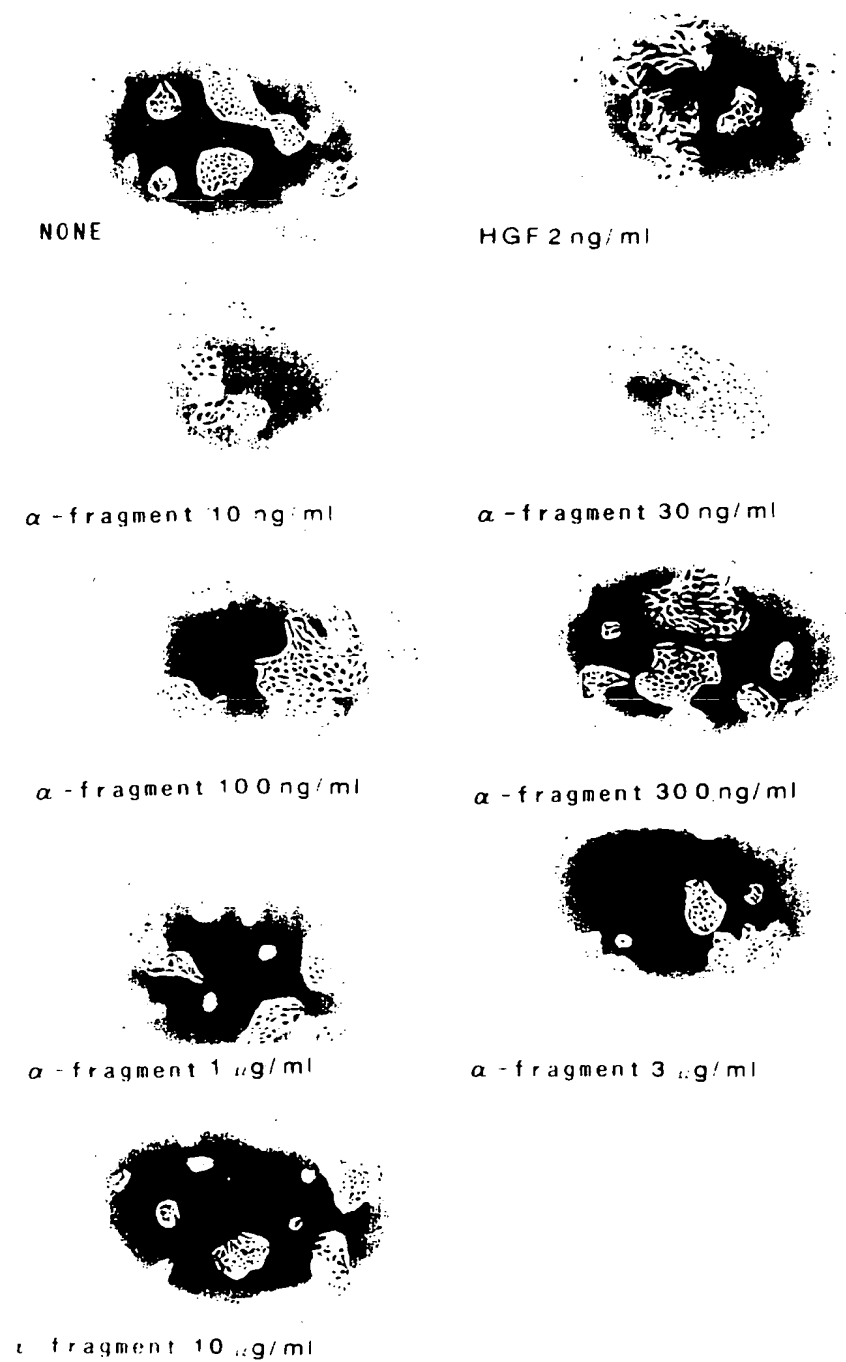 NONE
HGF 2 ng/ml
α-fragment 10 ng/ml
α-fragment 30 ng/ml
α-fragment 100 ng/ml
α-fragment 300 ng/ml
α-fragment 1 μg/ml
α-fragment 3 μg/ml
fragment 10 μg/ml